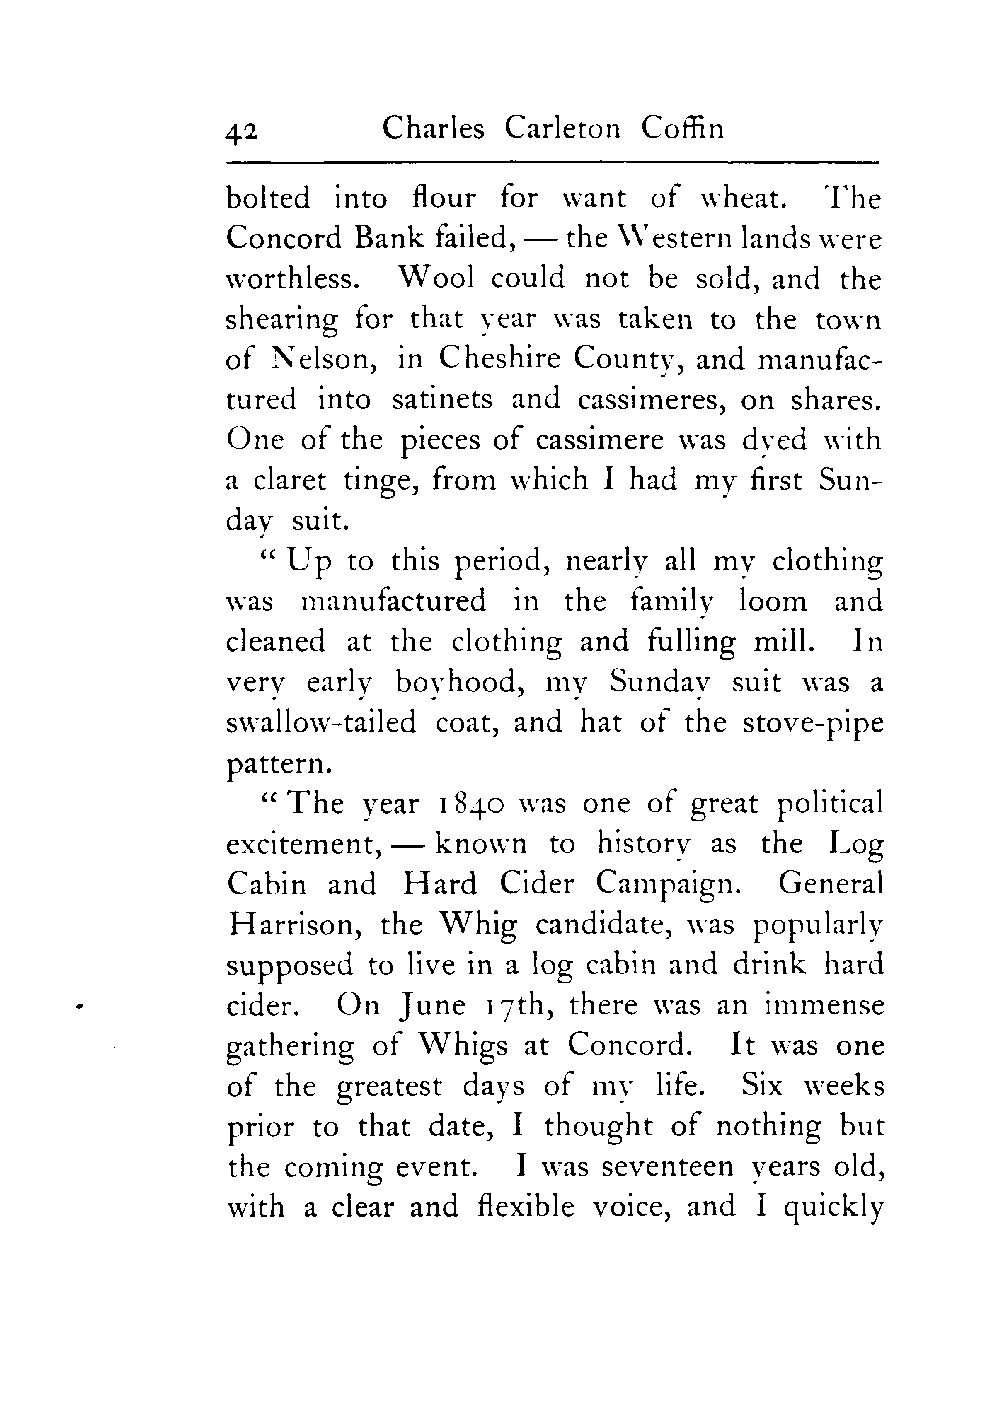 42 Charles Carleton Coffin
bolted into flour for want of wheat. The
Concord Bank failed, — the Western lands were
worthless. Wool could not be sold, and the
shearing for that year was taken to the town
of Nelson, in Cheshire County, and manufac-
tured into satinets and cassimeres, on shares.
One of the pieces of cassimere was dyed with
a claret tinge, from which I had my first Sun-
day suit.
“ Up to this period, nearly all my clothing
was manufactured in the family loom and
cleaned at the clothing and fulling mill. In
very early boyhood, my Sunday suit was a
swallow-tailed coat, and hat of the stove-pipe
pattern.
“ The year 1840 was one of great political
excitement, — known to history as the Log
Cabin and Hard Cider Campaign. General
Harrison, the Whig candidate, was popularly
supposed to live in a log cabin and drink hard
cider. On June 17th, there was an immense
gathering of Whigs at Concord. It was one
of the greatest days of my life. Six weeks
prior to that date, I thought of nothing but
the coming event. I was seventeen years old,
with a clear and flexible voice, and I quickly